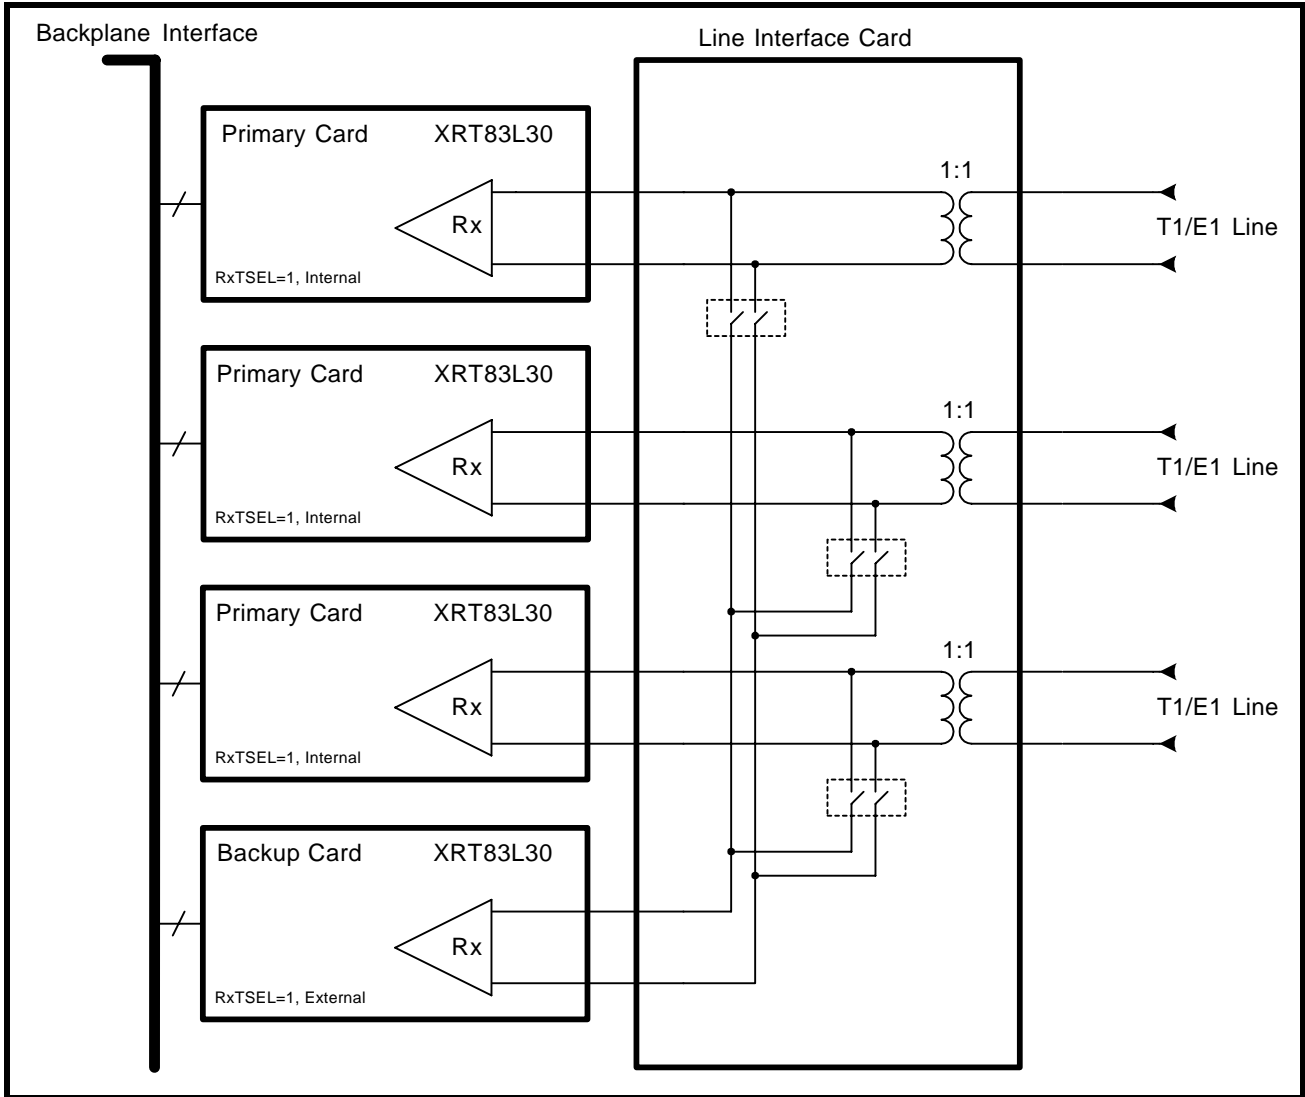 Backplane Interface
Line Interface Card
Primary Card XRT83L30
1:1
Rx
T1/E1 Line
RxTSEL=1, Internal
Primary Card XRT83L30
1:1
Rx
T1/E1 Line
RxTSEL=1, Internal
Primary Card XRT83L30
1:1
Rx
T1/E1 Line
RxTSEL=1, Internal
Backup Card XRT83L30
Rx
RxTSEL=1, External